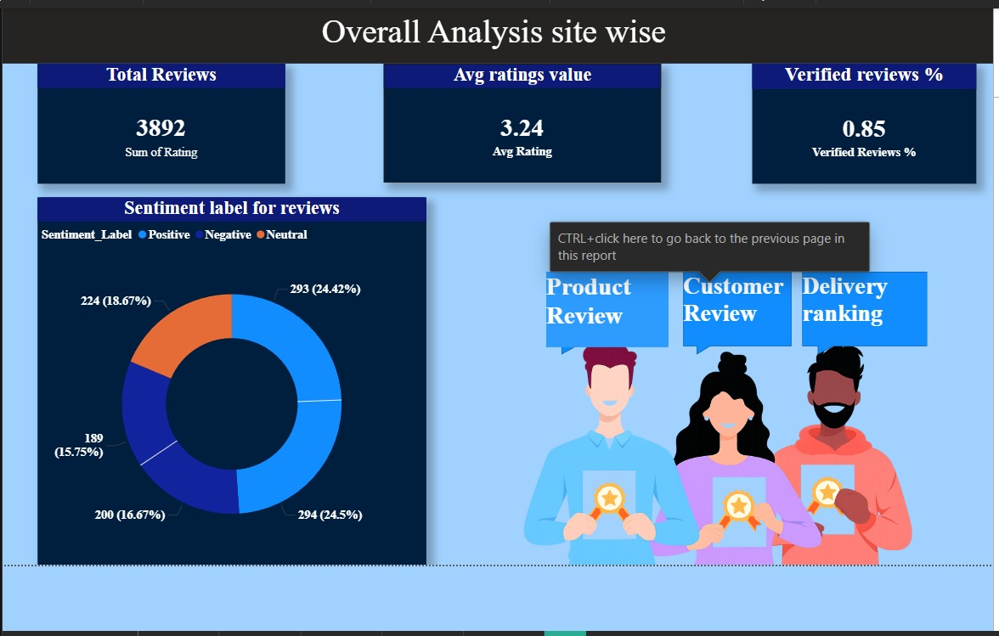 Overall Analysis site wise
Total Reviews
3892
Sum of Rating
Avg ratings value
3.24
Avg Rating
Verified reviews %
0.85
Verified Reviews %
Sentiment label for reviews
Sentiment_Label Positive Negative Neutral
293 (24.42%)
224 (18.67%)
189
(15.75%)
200 (16.67%)
294 (24.5%)
CTRL+click here to go back to the previous page in
this report
Product
Review
Customer
Review
Delivery
ranking